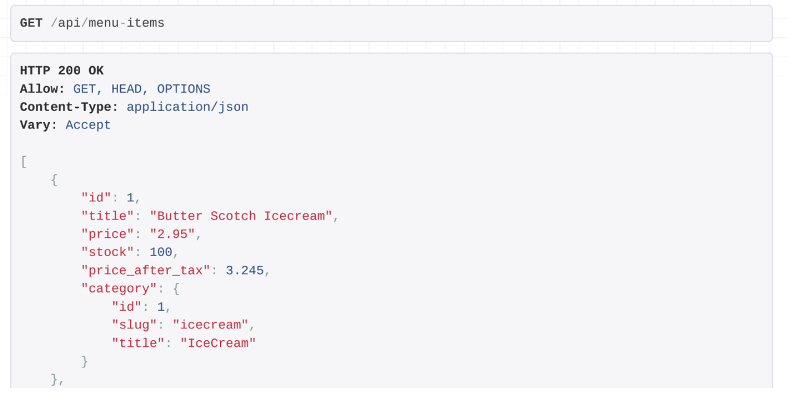 GET /api/menu-items
HTTP 200 OK
Allow: GET, HEAD, OPTIONS
Content-Type: application/json
Vary: Accept
[
    {
        "id": 1,
        "title": "Butter Scotch Icecream",
        "price": "2.95",
        "stock": 100,
        "price_after_tax": 3.245,
        "category": {
            "id": 1,
            "slug": "icecream",
            "title": "IceCream"
        }
    },